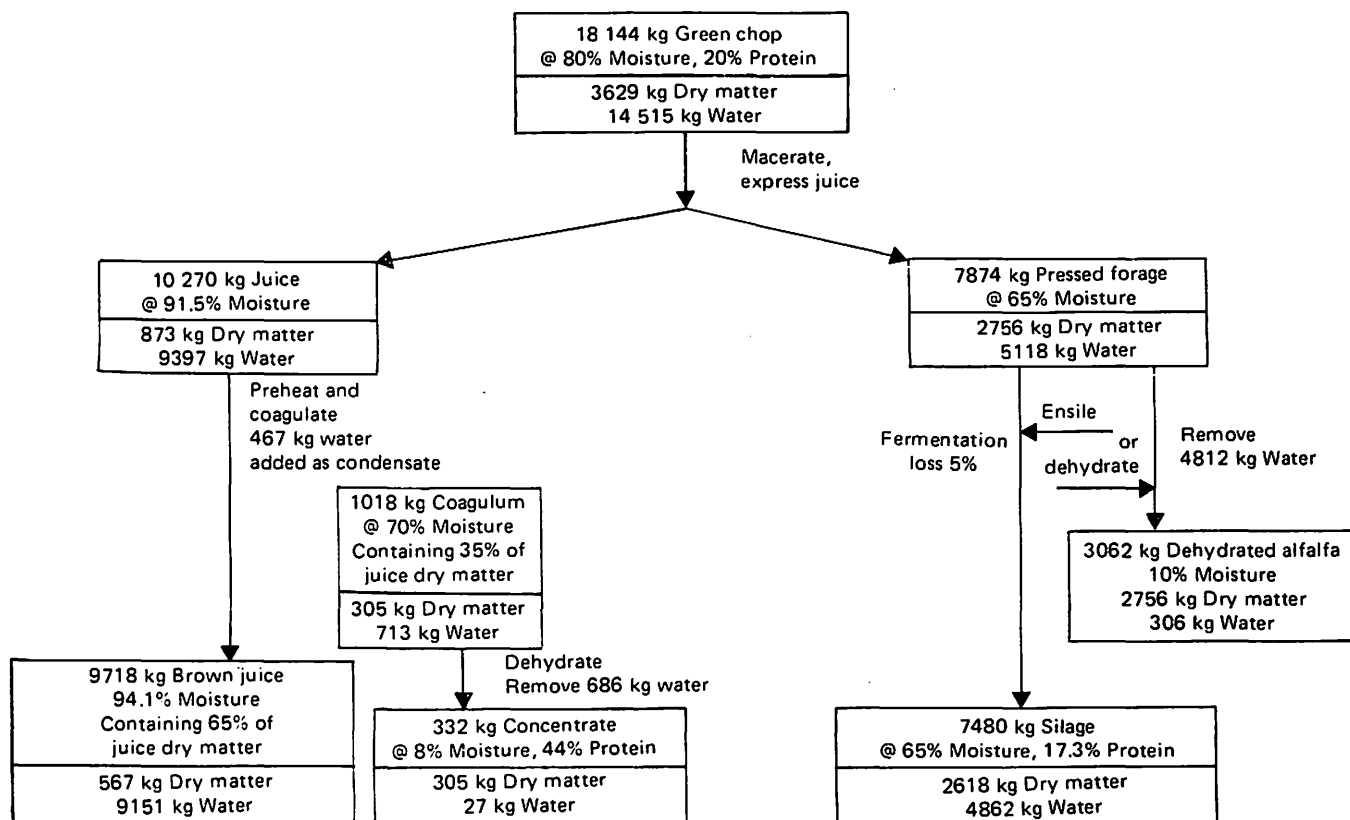 18 144 kg Green chop
@ 80% Moisture, 20% Protein
3629 kg Dry matter
14 515 kg Water
Macerate,
express juice
10 270 kg Juice
@ 91.5% Moisture
873 kg Dry matter
9397 kg Water
7874 kg Pressed forage
@ 65% Moisture
2756 kg Dry matter
5118 kg Water
Preheat and
coagulate
467 kg water
added as condensate
Fermentation
loss 5%
Ensile
or
dehydrate
Remove
4812 kg Water
1018 kg Coagulum
@ 70% Moisture
Containing 35% of
juice dry matter
305 kg Dry matter
713 kg Water
3062 kg Dehydrated alfalfa
10% Moisture
2756 kg Dry matter
306 kg Water
Dehydrate
Remove 686 kg water
9718 kg Brown juice
94.1% Moisture
Containing 65% of
juice dry matter
567 kg Dry matter
9151 kg Water
332 kg Concentrate
@ 8% Moisture, 44% Protein
305 kg Dry matter
27 kg Water
7480 kg Silage
@ 65% Moisture, 17.3% Protein
2618 kg Dry matter
4862 kg Water